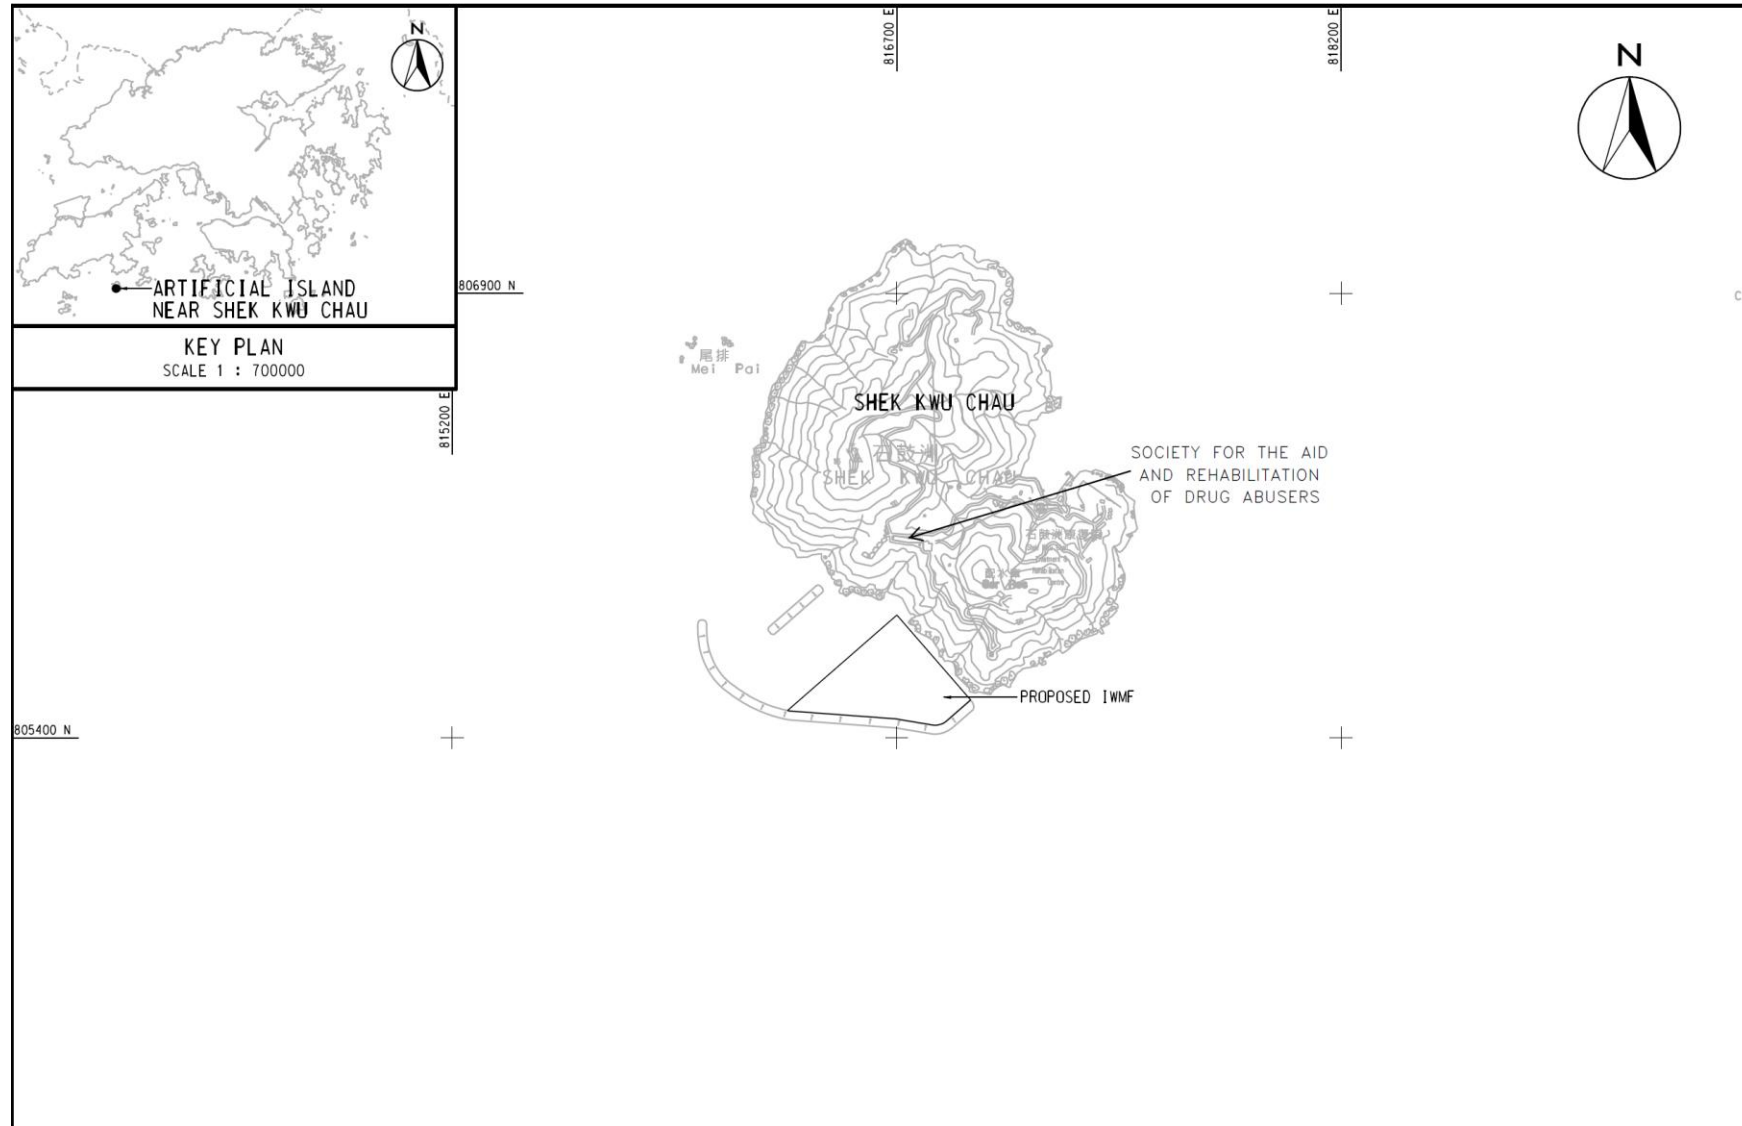 N
ARTIFICIAL ISLAND
NEAR SHEK KWU CHAU
KEY PLAN
SCALE 1 : 700000
816700 E
818200 E
N
806900 N
815200 E
尾排
Mei Pai
SHEK KWU CHAU
石鼓洲
SHEK KWU CHAU
SOCIETY FOR THE AID
AND REHABILITATION
OF DRUG ABUSERS
PROPOSED IWMF
805400 N